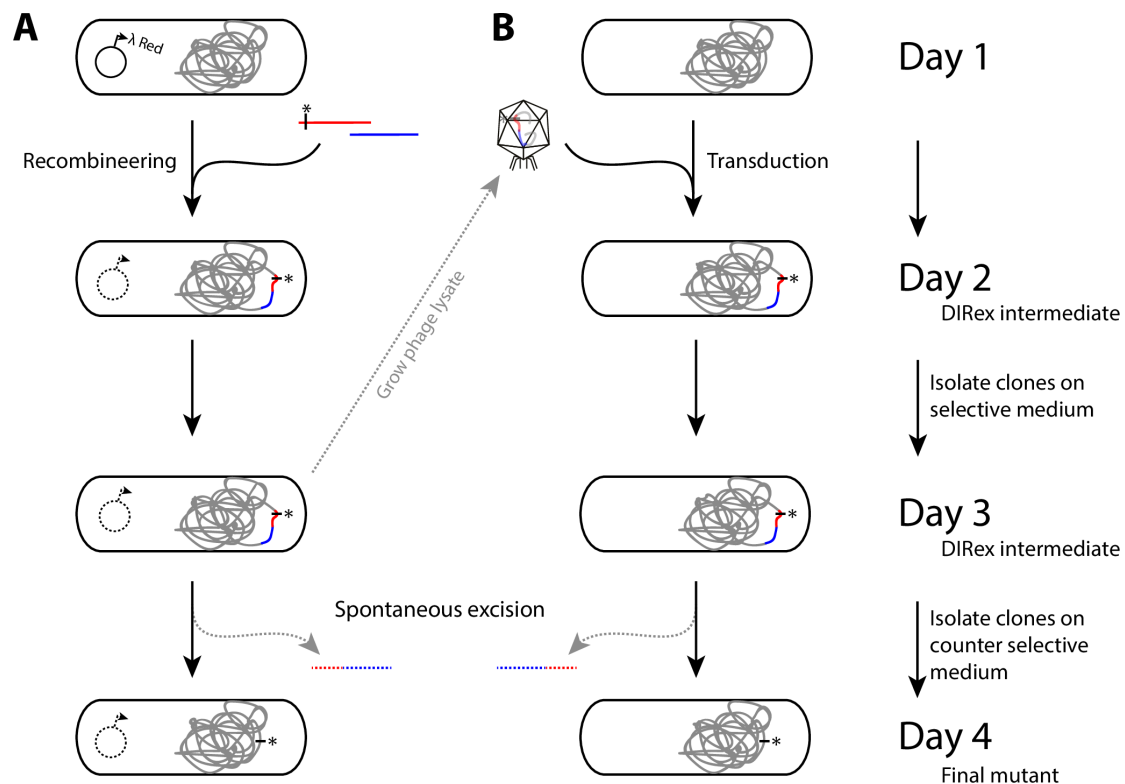 A
B
λ Red
Day 1
*
Recombineering
Transduction
*
*
Day 2
DIRex intermediate
Grow phage lysate
Isolate clones on
selective medium
*
*
Day 3
DIRex intermediate
Spontaneous excision
Isolate clones on
counter selective
medium
*
*
Day 4
Final mutant